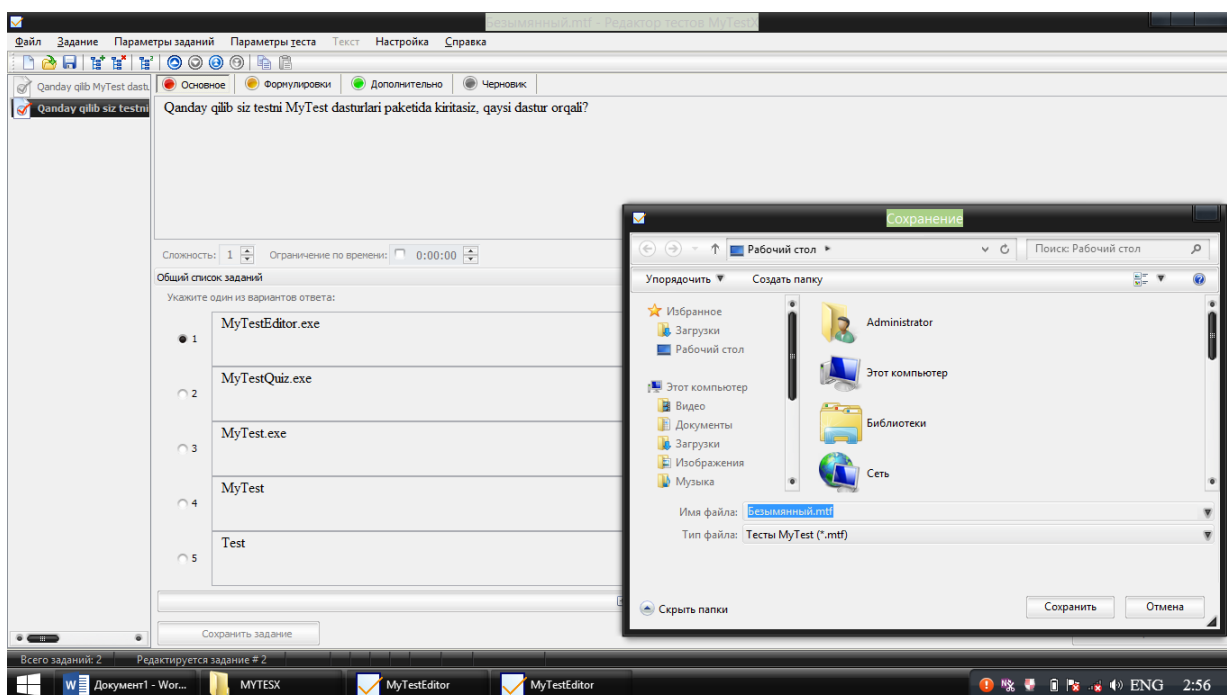 Безымянный.mtf - Редактор тестов MyTestX
Файл Задание Параметры заданий Параметры теста Текст Настройка Справка
Qanday qilib MyTest dastu
Qanday qilib siz testni
Основное Формулировки Дополнительно Черновик
Qanday qilib siz testni MyTest dasturlari paketida kiritasiz, qaysi dastur orqali?
Сложность: 1 Ограничение по времени: 0:00:00
Общий список заданий
Укажите один из вариантов ответа:
1 MyTestEditor.exe
2 MyTestQuiz.exe
3 MyTest.exe
4 MyTest
5 Test
Сохранить задание
Сохранение
Рабочий стол
Поиск: Рабочий стол
Упорядочить Создать папку
Избранное
Загрузки
Рабочий стол
Этот компьютер
Видео
Документы
Загрузки
Изображения
Музыка
Administrator
Этот компьютер
Библиотеки
Сеть
Имя файла: Безымянный.mtf
Тип файла: Тесты MyTest (*.mtf)
Скрыть папки
Сохранить Отмена
Всего заданий: 2 Редактируется задание # 2
Документ1 - Wor... MYTESX MyTestEditor MyTestEditor ENG 2:56